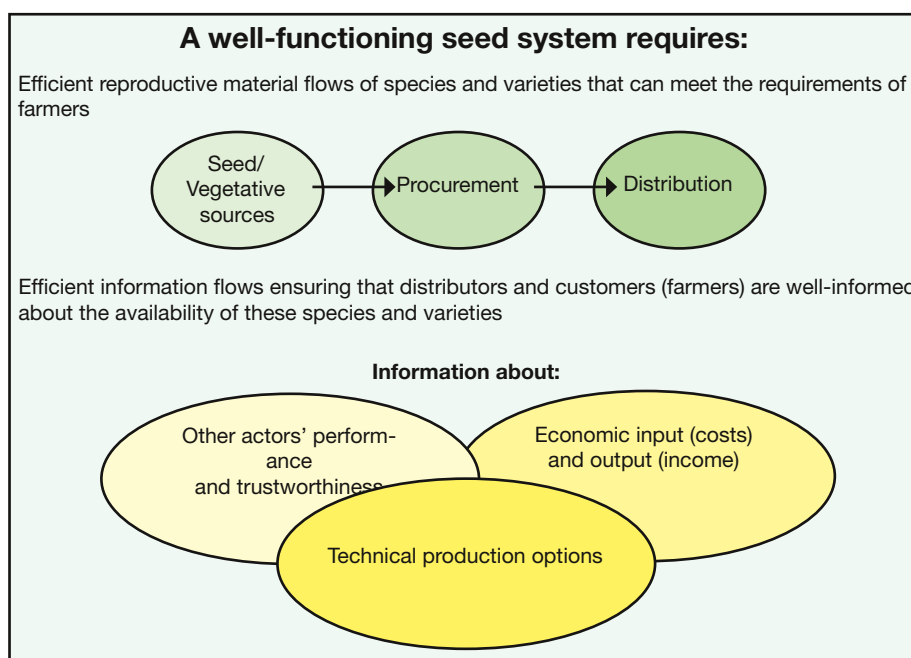 A well-functioning seed system requires:
Efficient reproductive material flows of species and varieties that can meet the requirements of
farmers
Seed/
Vegetative
sources
Procurement
Distribution
Efficient information flows ensuring that distributors and customers (farmers) are well-informed
about the availability of these species and varieties
Information about:
Other actors’ perform-
ance
and trustworthiness
Economic input (costs)
and output (income)
Technical production options